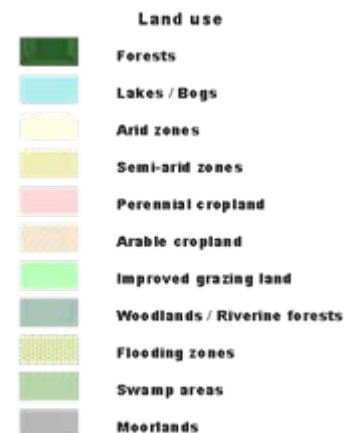 Land use
Forests
Lakes / Bogs
Arid zones
Semi-arid zones
Perennial cropland
Arable cropland
Improved grazing land
Woodlands / Riverine forests
Flooding zones
Swamp areas
Moorlands